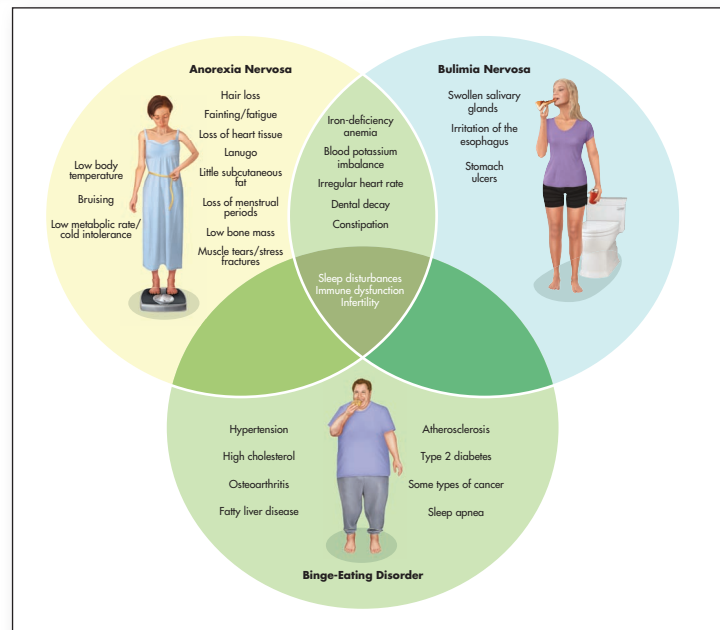 Anorexia Nervosa
Hair loss
Fainting/fatigue
Loss of heart tissue
Lanugo
Little subcutaneous
fat
Loss of menstrual
periods
Low bone mass
Muscle tears/stress
fractures
Low body
temperature
Bruising
Low metabolic rate/
cold intolerance
Iron-deficiency
anemia
Blood potassium
imbalance
Irregular heart rate
Dental decay
Constipation
Bulimia Nervosa
Swollen salivary
glands
Irritation of the
esophagus
Stomach
ulcers
Sleep disturbances
Immune dysfunction
Infertility
Hypertension
High cholesterol
Osteoarthritis
Fatty liver disease
Atherosclerosis
Type 2 diabetes
Some types of cancer
Sleep apnea
Binge-Eating Disorder